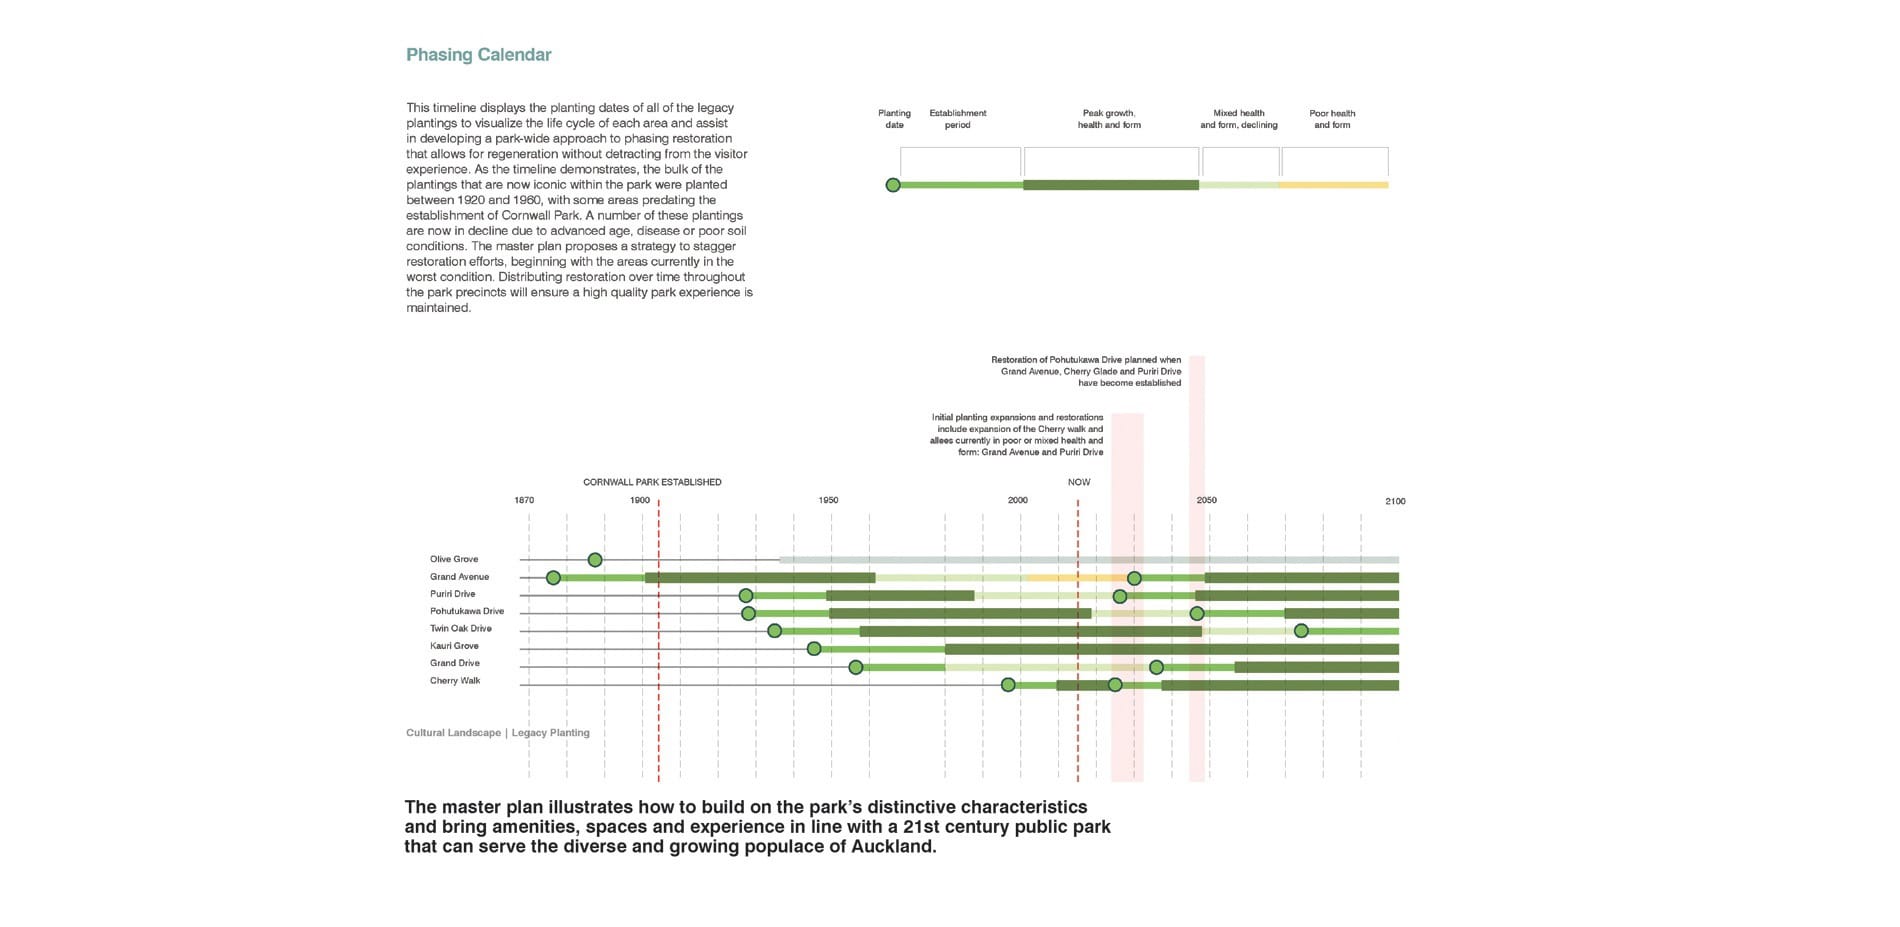 Phasing Calendar
This timeline displays the planting dates of all of the legacy
plantings to visualize the life cycle of each area and assist
in developing a park-wide approach to phasing restoration
that allows for regeneration without detracting from the visitor
experience. As the timeline demonstrates, the bulk of the
plantings that are now iconic within the park were planted
between 1920 and 1960, with some areas predating the
establishment of Cornwall Park. A number of these plantings
are now in decline due to advanced age, disease or poor soil
conditions. The master plan proposes a strategy to stagger
restoration efforts, beginning with the areas currently in the
worst condition. Distributing restoration over time throughout
the park precincts will ensure a high quality park experience is
maintained.
Planting
date
Establishment
period
Peak growth,
health and form
Mixed health
and form, declining
Poor health
and form
Restoration of Pohutukawa Drive planned when
Grand Avenue, Cherry Glade and Puriri Drive
have become established
Initial planting expansions and restorations
include expansion of the Cherry walk and
allees currently in poor or mixed health and
form: Grand Avenue and Puriri Drive
CORNWALL PARK ESTABLISHED
NOW
1870
1900
1950
2000
2050
2100
Olive Grove
Grand Avenue
Puriri Drive
Pohutukawa Drive
Twin Oak Drive
Kauri Grove
Grand Drive
Cherry Walk
Cultural Landscape | Legacy Planting
The master plan illustrates how to build on the park's distinctive characteristics
and bring amenities, spaces and experience in line with a 21st century public park
that can serve the diverse and growing populace of Auckland.